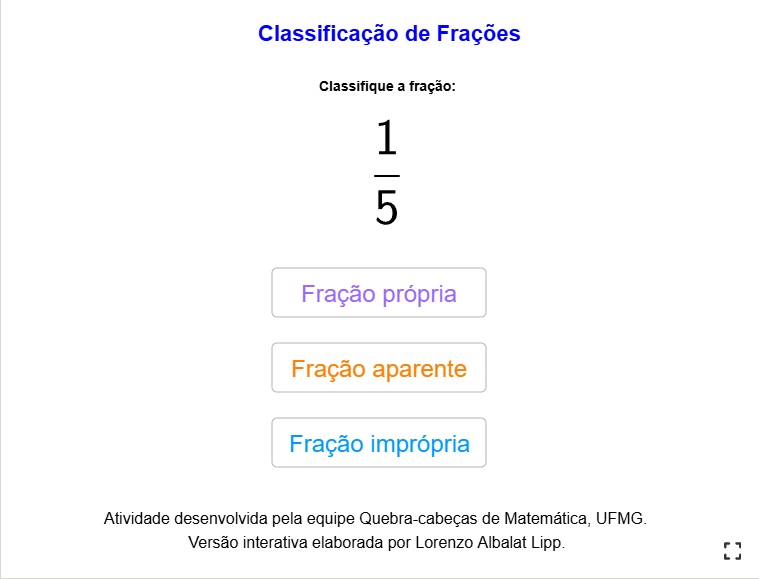 Classificação de Frações
Classifique a fração:
1
5
Fração própria
Fração aparente
Fração imprópria
Atividade desenvolvida pela equipe Quebra-cabeças de Matemática, UFMG.
Versão interativa elaborada por Lorenzo Albalat Lipp.